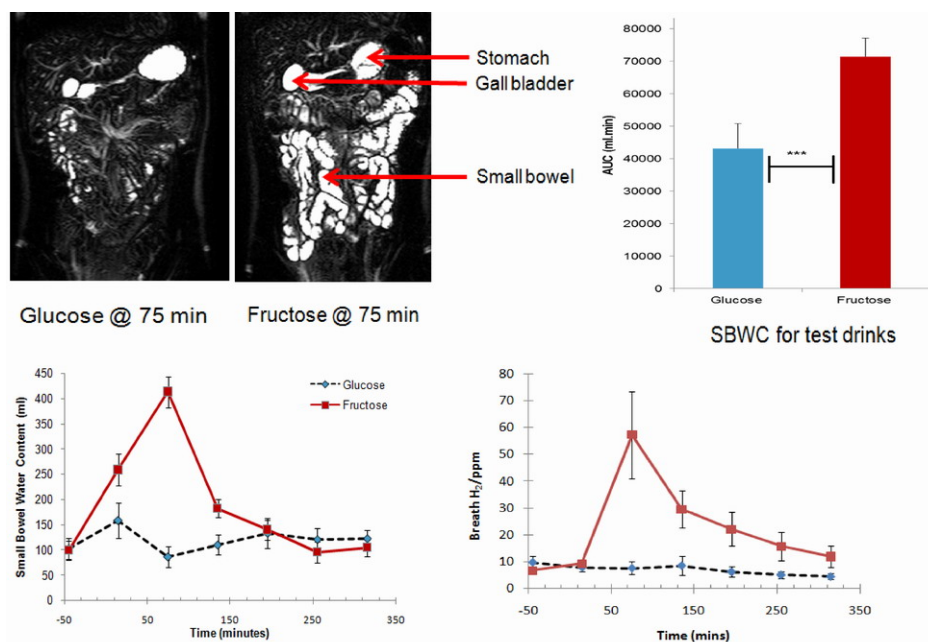 Stomach
Gall bladder
Small bowel
Glucose @ 75 min
Fructose @ 75 min
AUC (ml.min)
80000
70000
60000
50000
40000
30000
20000
10000
0
***
Glucose
Fructose
SBWC for test drinks
Small Bowel Water Content (ml)
450
400
350
300
250
200
150
100
50
0
Glucose
Fructose
-50
50
150
250
350
Time (minutes)
Breath H₂/ppm
80
70
60
50
40
30
20
10
0
-50
50
150
250
350
Time (mins)